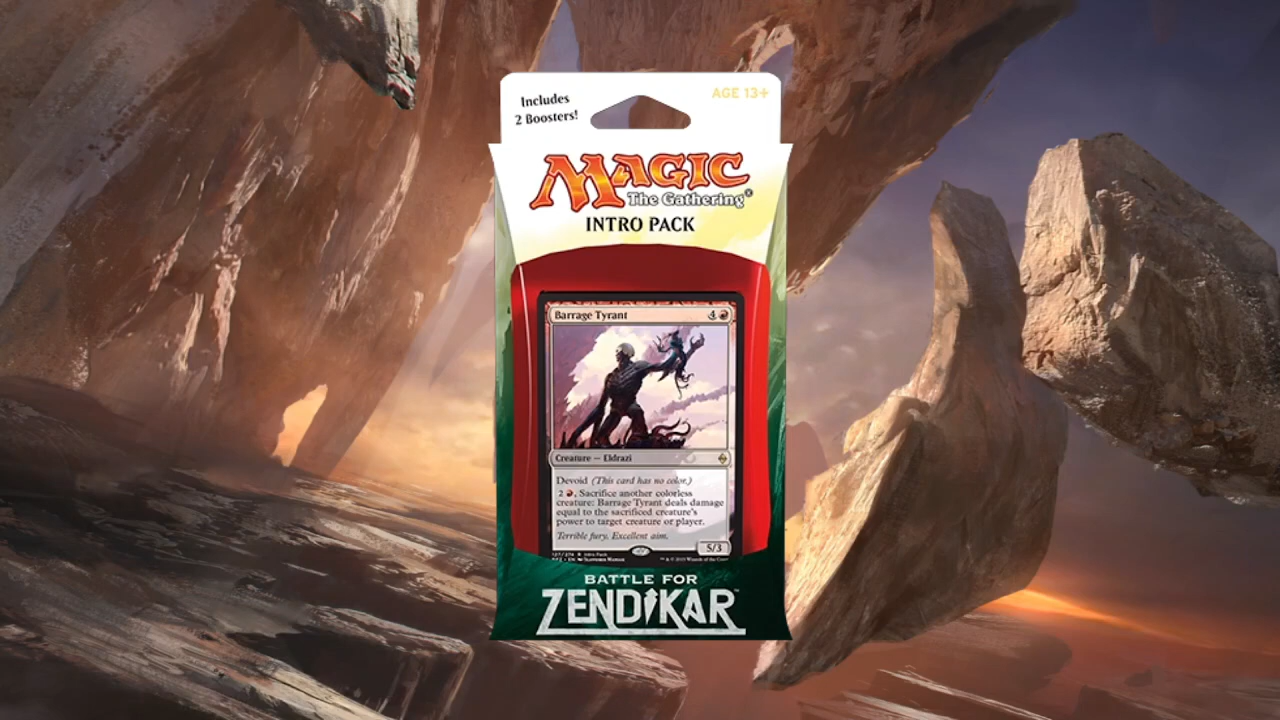 Includes
2 Boosters!
AGE 13+
MAGIC
The Gathering®
INTRO PACK
Barrage Tyrant 4
Creature — Eldrazi
Devoid (This card has no color.)
2 , Sacrifice another colorless
creature: Barrage Tyrant deals damage
equal to the sacrificed creature's
power to target creature or player.
Terrible fury. Excellent aim.
5/3
BATTLE FOR
ZENDIKAR